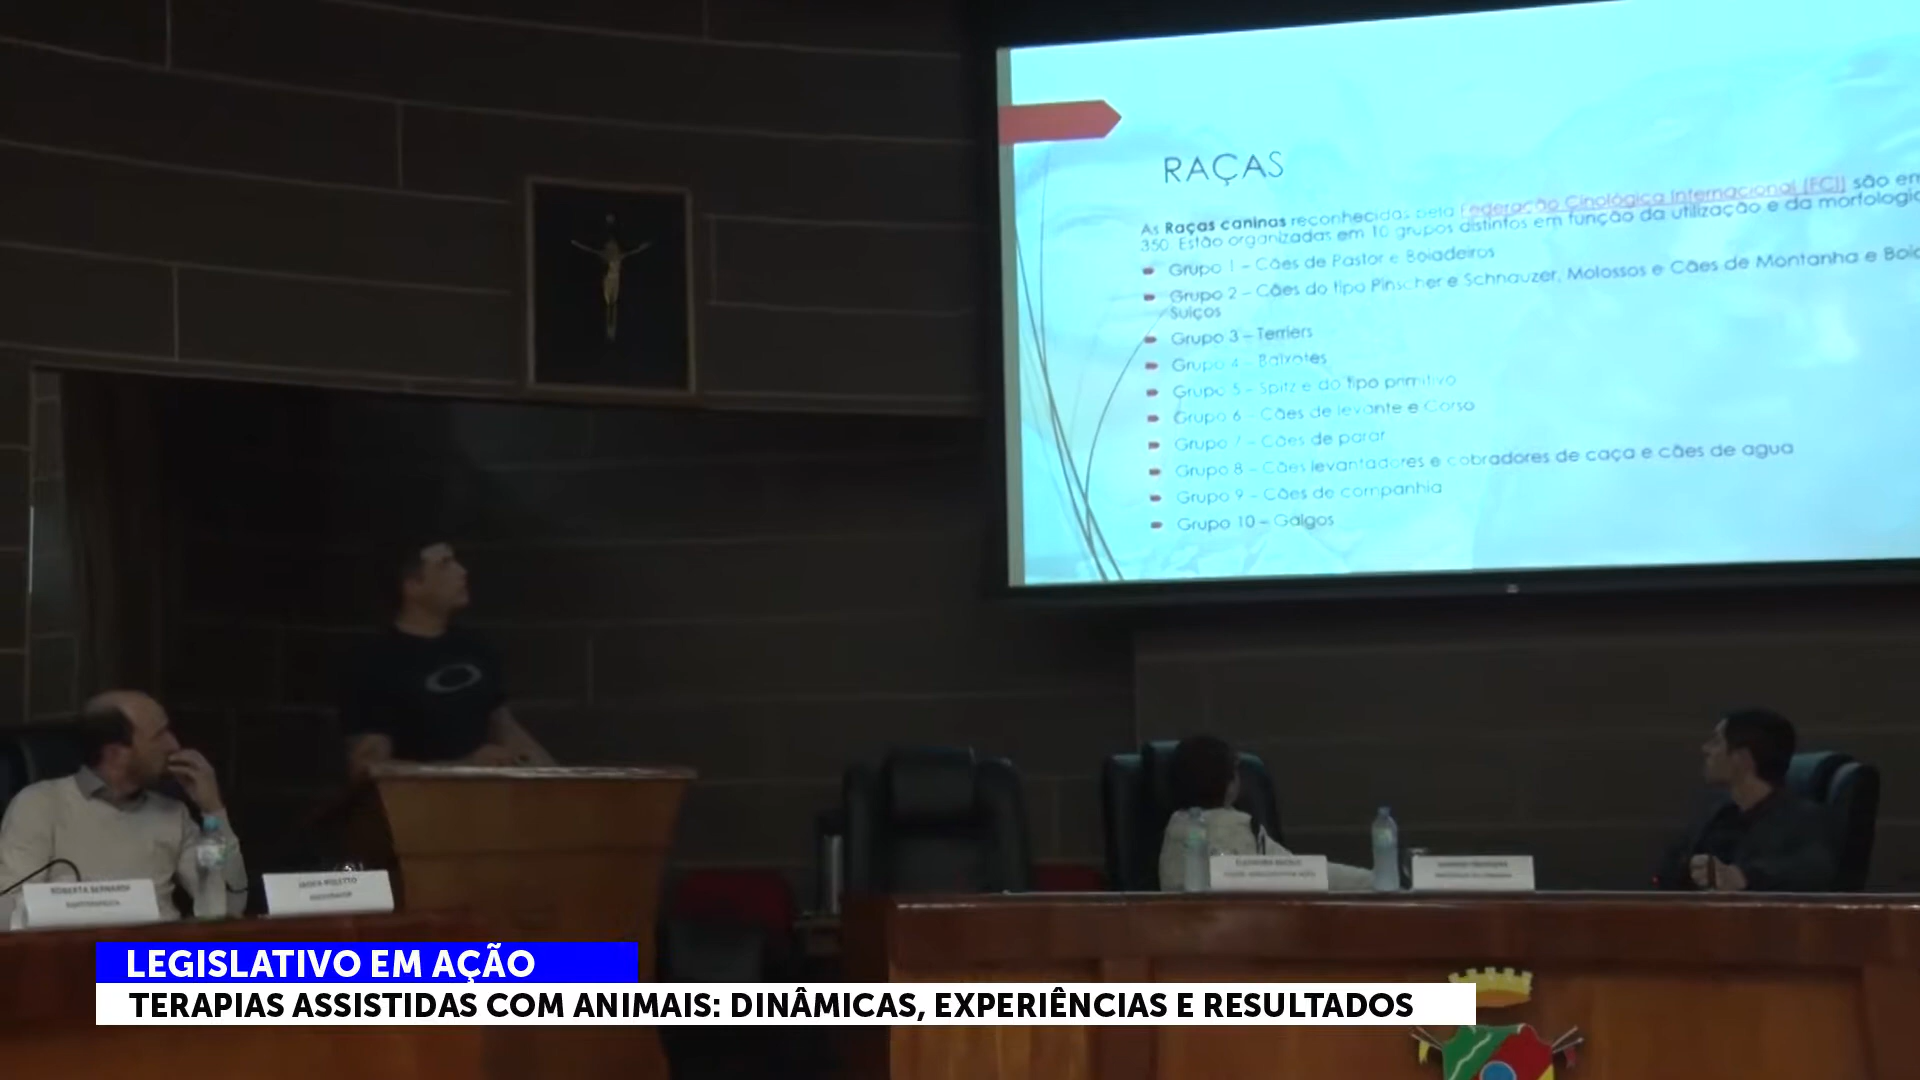 RAÇAS
As Raças caninas reconhecidas pela Federação Cinológica Internacional (FCI) são em
350. Estão organizadas em 10 grupos distintos em função da utilização e da morfologia
Grupo 1 – Cães de Pastor e Boiadeiros
Grupo 2 – Cães do tipo Pinscher e Schnauzer, Molossos e Cães de Montanha e Boia
Suíços
Grupo 3 – Terriers
Grupo 4 – Balxotes
Grupo 5 – Spitz e do tipo primitivo
Grupo 6 – Cães de levante e Corso
Grupo 7 – Cães de parar
Grupo 8 – Cães levantadores e cobradores de caça e cães de agua
Grupo 9 – Cães de companhia
Grupo 10 – Galgos
ROBERTA BERNARDI
LEGISLATIVO EM AÇÃO
TERAPIAS ASSISTIDAS COM ANIMAIS: DINÂMICAS, EXPERIÊNCIAS E RESULTADOS